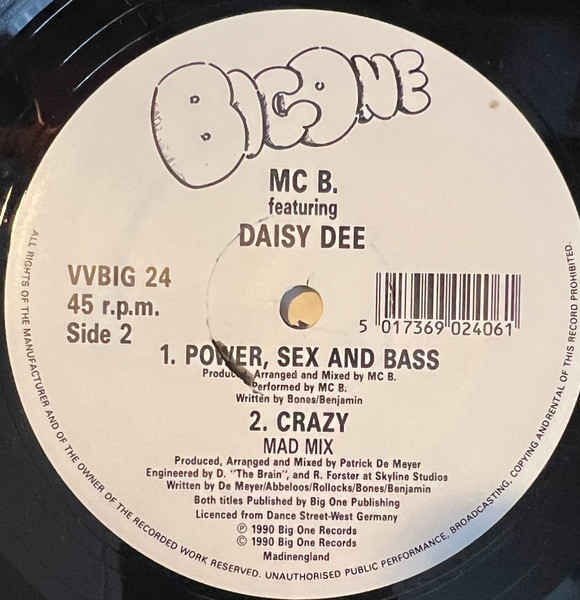 BIG ONE
MC B.
featuring
DAISY DEE
VVBIG 24
45 r.p.m.
Side 2
5 017369 024061
1. POWER, SEX AND BASS
Produced, Arranged and Mixed by MC B.
Performed by MC B.
Written by Bones/Benjamin
2. CRAZY
MAD MIX
Produced, Arranged and Mixed by Patrick De Meyer
Engineered by D. "The Brain", and R. Forster at Skyline Studios
Written by De Meyer/Abbeloos/Rollocks/Bones/Benjamin
Both titles Published by Big One Publishing
Licenced from Dance Street-West Germany
℗ 1990 Big One Records
© 1990 Big One Records
Madinengland
ALL RIGHTS OF THE MANUFACTURER AND OF THE OWNER OF THE RECORDED WORK RESERVED. UNAUTHORISED PUBLIC PERFORMANCE, BROADCASTING, COPYING AND RENTAL OF THIS RECORD PROHIBITED.